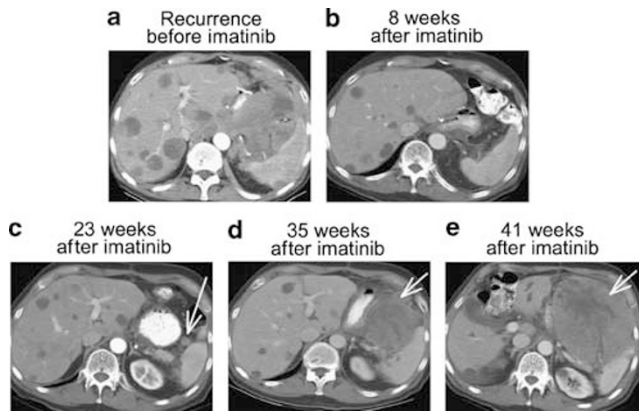 a
Recurrence
before imatinib
b
8 weeks
after imatinib
c
23 weeks
after imatinib
d
35 weeks
after imatinib
e
41 weeks
after imatinib